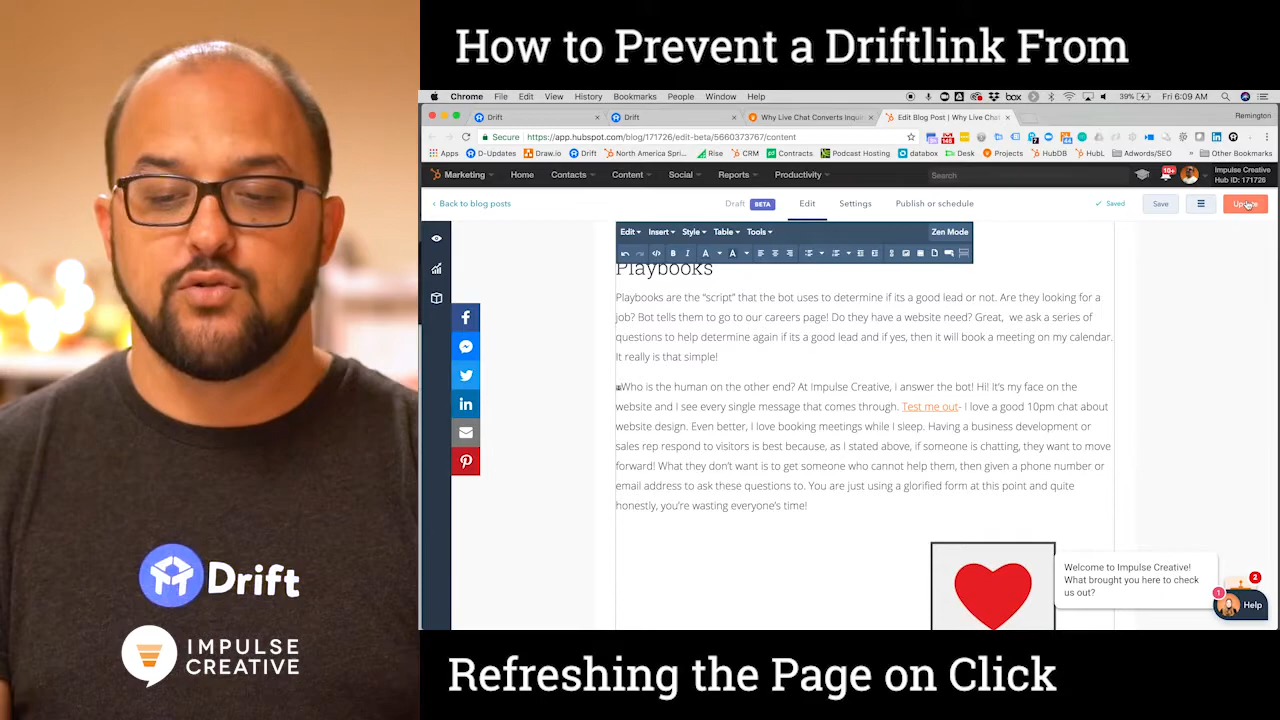 How to Prevent a Driftlink From
Chrome File Edit View History Bookmarks People Window Help
box 39% Fri 6:09 AM
Drift
Drift
Why Live Chat Converts Inqui
Edit Blog Post | Why Live Cha
Remington
Secure https://app.hubspot.com/blog/171726/edit-beta/5660373767/content
Apps D-Updates Draw.io Drift North America Spri... Rise CRM Contracts Podcast Hosting databox Desk Projects HubDB HubL Adwords/SEO » Other Bookmarks
Marketing Home Contacts Content Social Reports Productivity Search 10+
Impulse Creative
Hub ID: 171726
Back to blog posts
Draft BETA Edit Settings Publish or schedule Saved Save
Edit Insert Style Table Tools Zen Mode
Playbooks
Playbooks are the “script” that the bot uses to determine if its a good lead or not. Are they looking for a
job? Bot tells them to go to our careers page! Do they have a website need? Great, we ask a series of
questions to help determine again if its a good lead and if yes, then it will book a meeting on my calendar.
It really is that simple!
Who is the human on the other end? At Impulse Creative, I answer the bot! Hi! It’s my face on the
website and I see every single message that comes through. Test me out- I love a good 10pm chat about
website design. Even better, I love booking meetings while I sleep. Having a business development or
sales rep respond to visitors is best because, as I stated above, if someone is chatting, they want to move
forward! What they don’t want is to get someone who cannot help them, then given a phone number or
email address to ask these questions to. You are just using a glorified form at this point and quite
honestly, you’re wasting everyone’s time!
Welcome to Impulse Creative!
What brought you here to check
us out?
2
1
Help
Drift
IMPULSE
CREATIVE
Refreshing the Page on Click